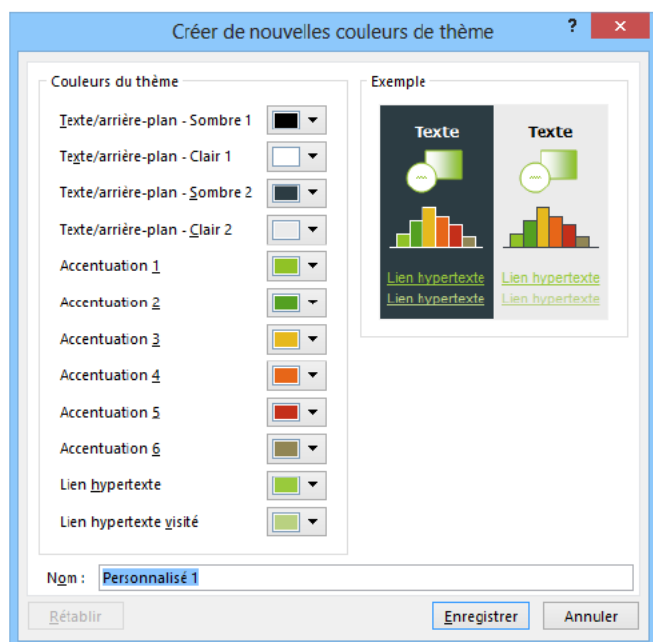 Créer de nouvelles couleurs de thème
?
Couleurs du thème
Texte/arrière-plan - Sombre 1
Texte/arrière-plan - Clair 1
Texte/arrière-plan - Sombre 2
Texte/arrière-plan - Clair 2
Accentuation 1
Accentuation 2
Accentuation 3
Accentuation 4
Accentuation 5
Accentuation 6
Lien hypertexte
Lien hypertexte visité
Exemple
Texte Texte
Lien hypertexte Lien hypertexte
Lien hypertexte Lien hypertexte
Nom : Personnalisé 1
Rétablir Enregistrer Annuler